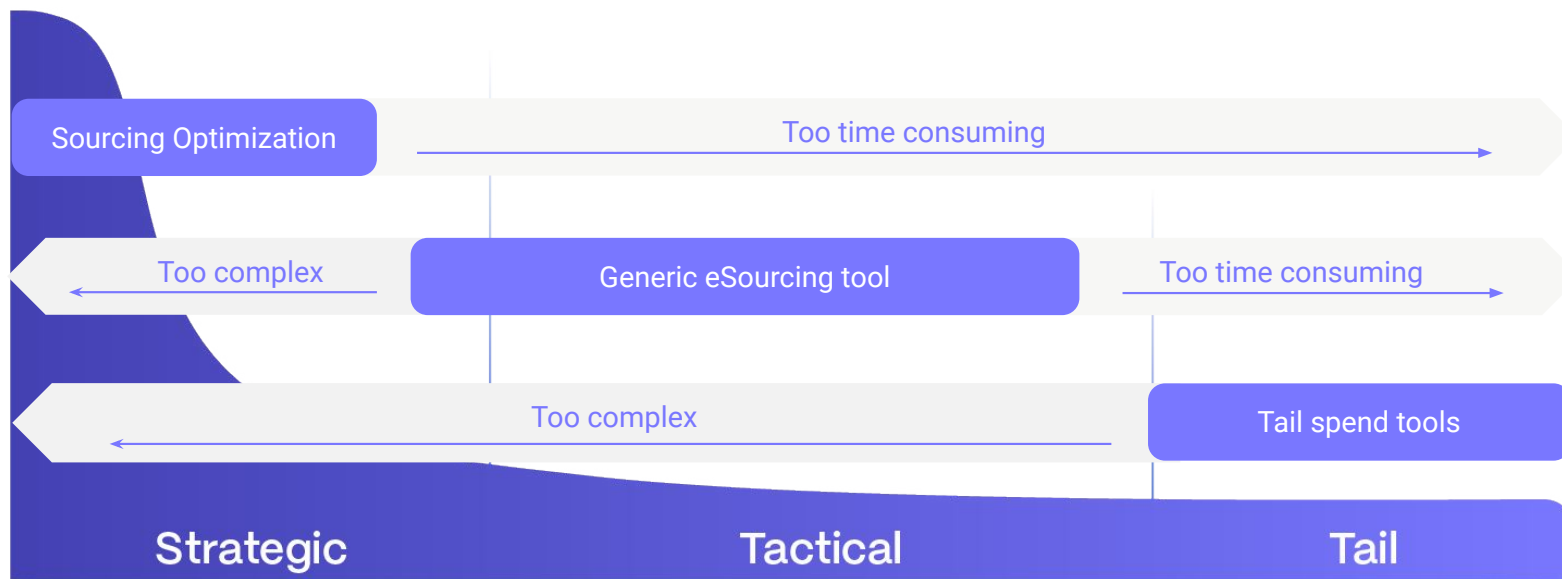 Sourcing Optimization
Too time consuming
Too complex
Generic eSourcing tool
Too time consuming
Too complex
Tail spend tools
Strategic
Tactical
Tail